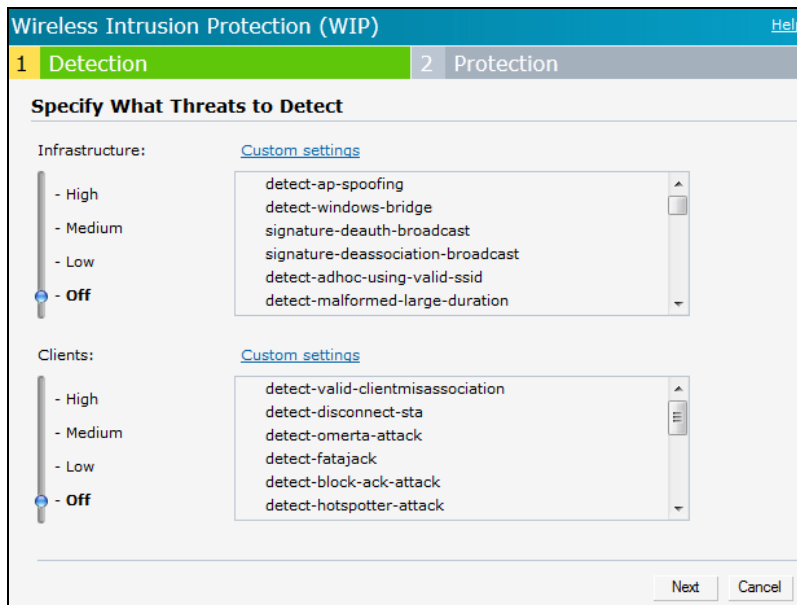 Wireless Intrusion Protection (WIP)
Help
1 Detection
2 Protection
Specify What Threats to Detect
Infrastructure:
Custom settings
- High
- Medium
- Low
- Off
detect-ap-spoofing
detect-windows-bridge
signature-deauth-broadcast
signature-deassociation-broadcast
detect-adhoc-using-valid-ssid
detect-malformed-large-duration
Clients:
Custom settings
- High
- Medium
- Low
- Off
detect-valid-clientmisassociation
detect-disconnect-sta
detect-omerta-attack
detect-fatajack
detect-block-ack-attack
detect-hotspotter-attack
Next
Cancel